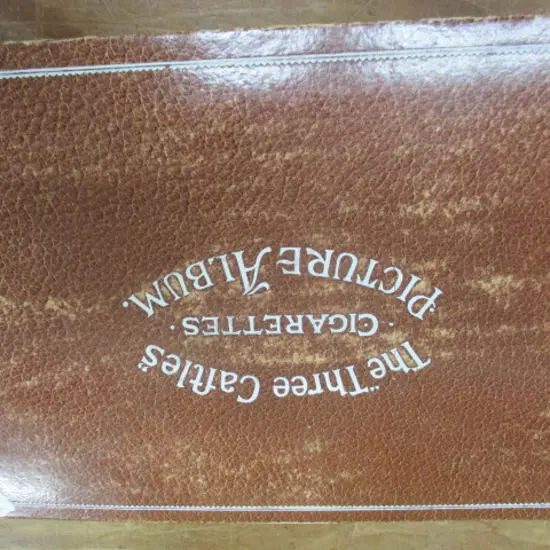 The "Three Caſtles"
· CIGARETTES ·
PICTURE ALBUM.